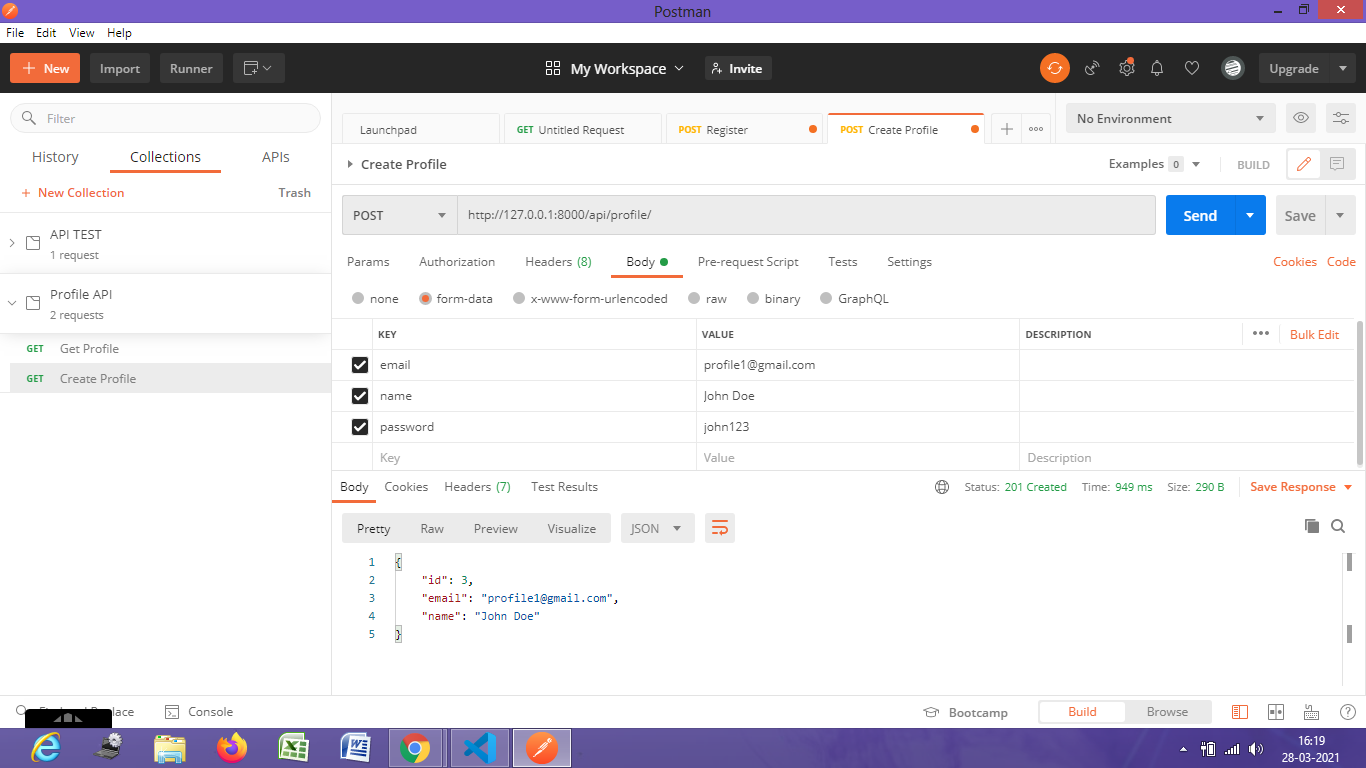 Postman
File Edit View Help
New Import Runner My Workspace Invite Upgrade
Filter
History Collections APIs
New Collection Trash
API TEST
1 request
Profile API
2 requests
GET Get Profile
GET Create Profile
Launchpad GET Untitled Request POST Register POST Create Profile No Environment
Create Profile Examples 0 BUILD
POST http://127.0.0.1:8000/api/profile/ Send Save
Params Authorization Headers (8) Body Pre-request Script Tests Settings Cookies Code
none form-data x-www-form-urlencoded raw binary GraphQL
KEY VALUE DESCRIPTION Bulk Edit
email profile1@gmail.com
name John Doe
password john123
Key Value Description
Body Cookies Headers (7) Test Results Status: 201 Created Time: 949 ms Size: 290 B Save Response
Pretty Raw Preview Visualize JSON
1 {
2 "id": 3,
3 "email": "profile1@gmail.com",
4 "name": "John Doe"
5 }
Console Bootcamp Build Browse
16:19
28-03-2021